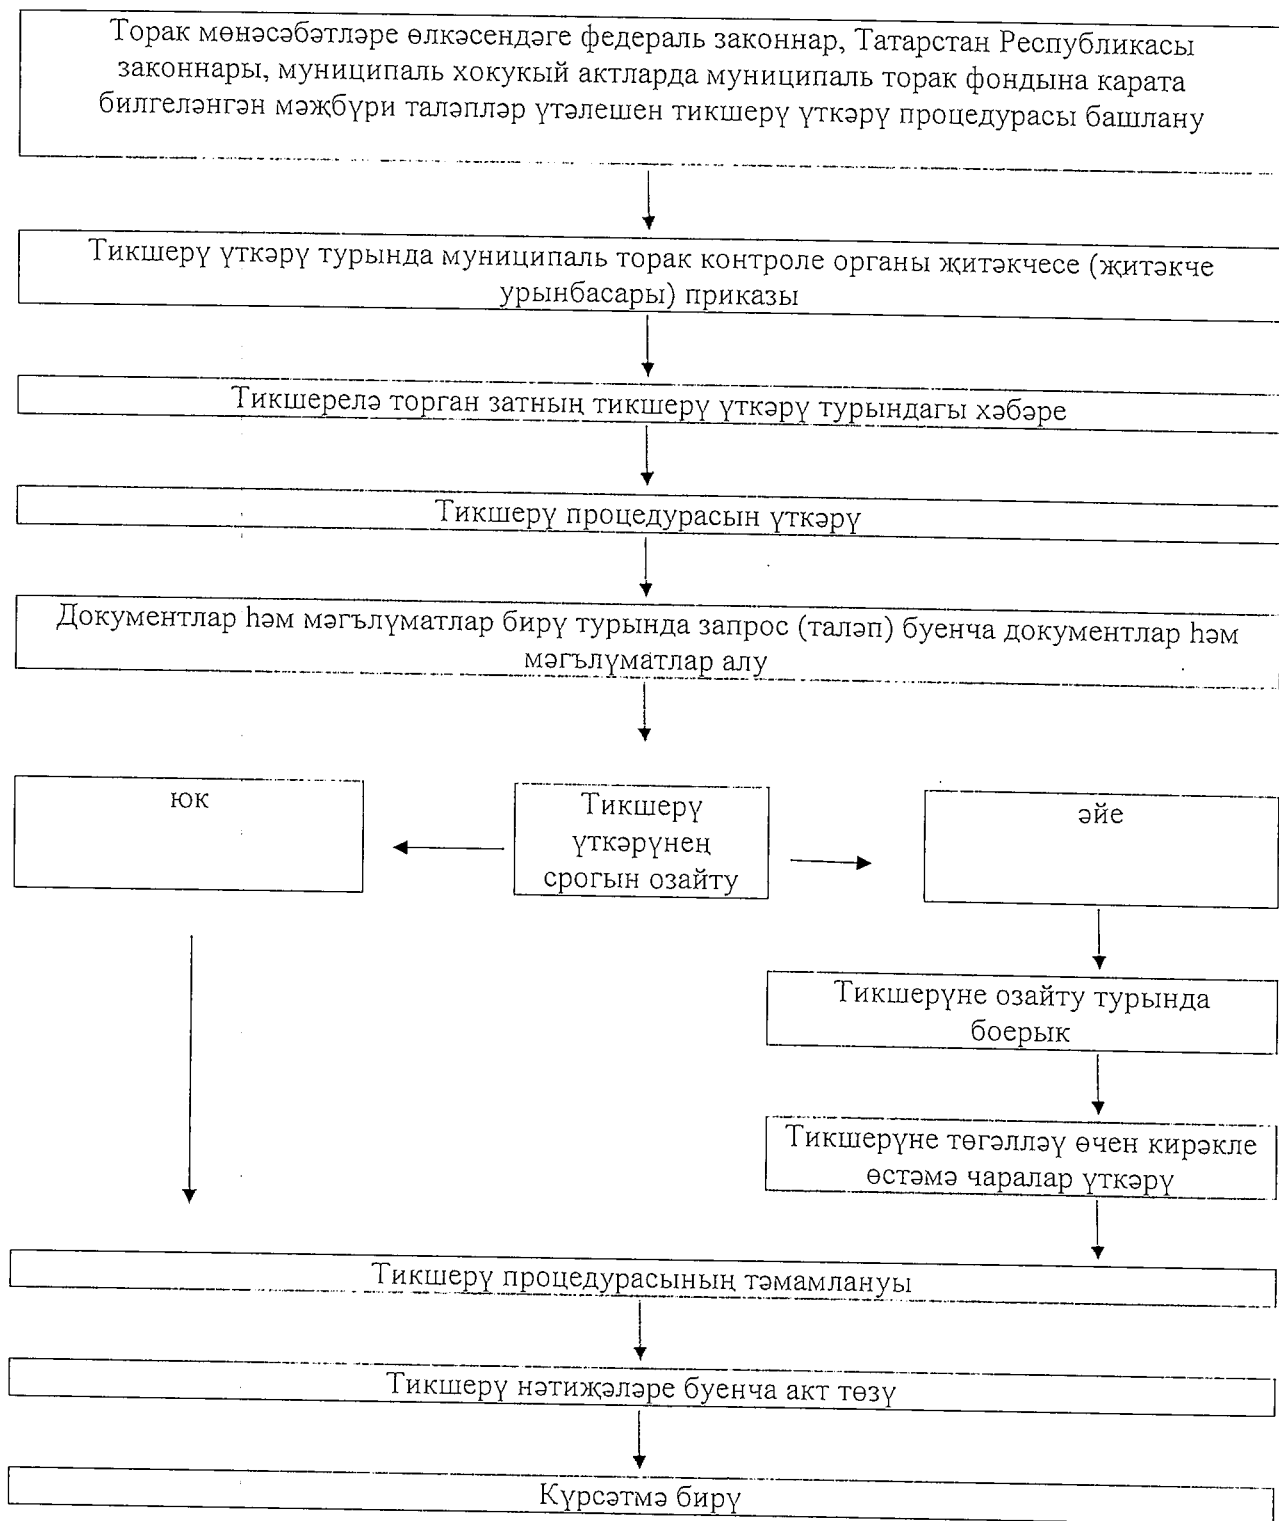 Торак мөнәсәбәтләре өлкәсендәге федераль законнар, Татарстан Республикасы
законнары, муниципаль хокукый актларда муниципаль торак фондына карата
билгеләнгән мәҗбүри таләпләр үтәлешен тикшерү үткәрү процедурасы башлану
Тикшерү үткәрү турында муниципаль торак контроле органы җитәкчесе (җитәкче
урынбасары) приказы
Тикшерелә торган затның тикшерү үткәрү турындагы хәбәре
Тикшерү процедурасын үткәрү
Документлар һәм мәгълүматлар бирү турында запрос (таләп) буенча документлар һәм
мәгълүматлар алу
юк
Тикшерү
үткәрүнең
срогын озайту
әйе
Тикшерүне озайту турында
боерык
Тикшерүне төгәлләү өчен кирәкле
өстәмә чаралар үткәрү
Тикшерү процедурасының тәмамлануы
Тикшерү нәтиҗәләре буенча акт төзү
Күрсәтмә бирү